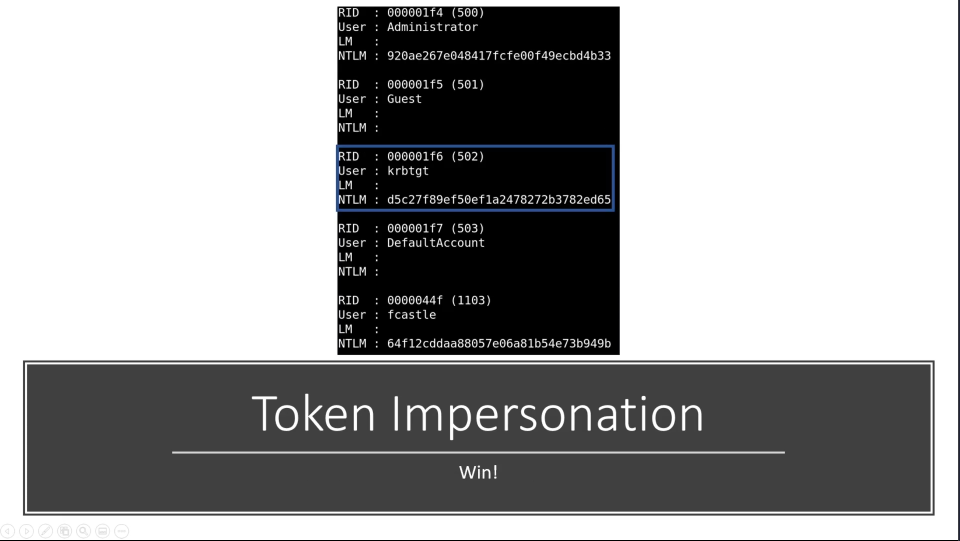 RID  : 000001f4 (500)
User : Administrator
LM   :
NTLM : 920ae267e048417fcfe00f49ecbd4b33
RID  : 000001f5 (501)
User : Guest
LM   :
NTLM :
RID  : 000001f6 (502)
User : krbtgt
LM   :
NTLM : d5c27f89ef50ef1a2478272b3782ed65
RID  : 000001f7 (503)
User : DefaultAccount
LM   :
NTLM :
RID  : 0000044f (1103)
User : fcastle
LM   :
NTLM : 64f12cddaa88057e06a81b54e73b949b
Token Impersonation
Win!